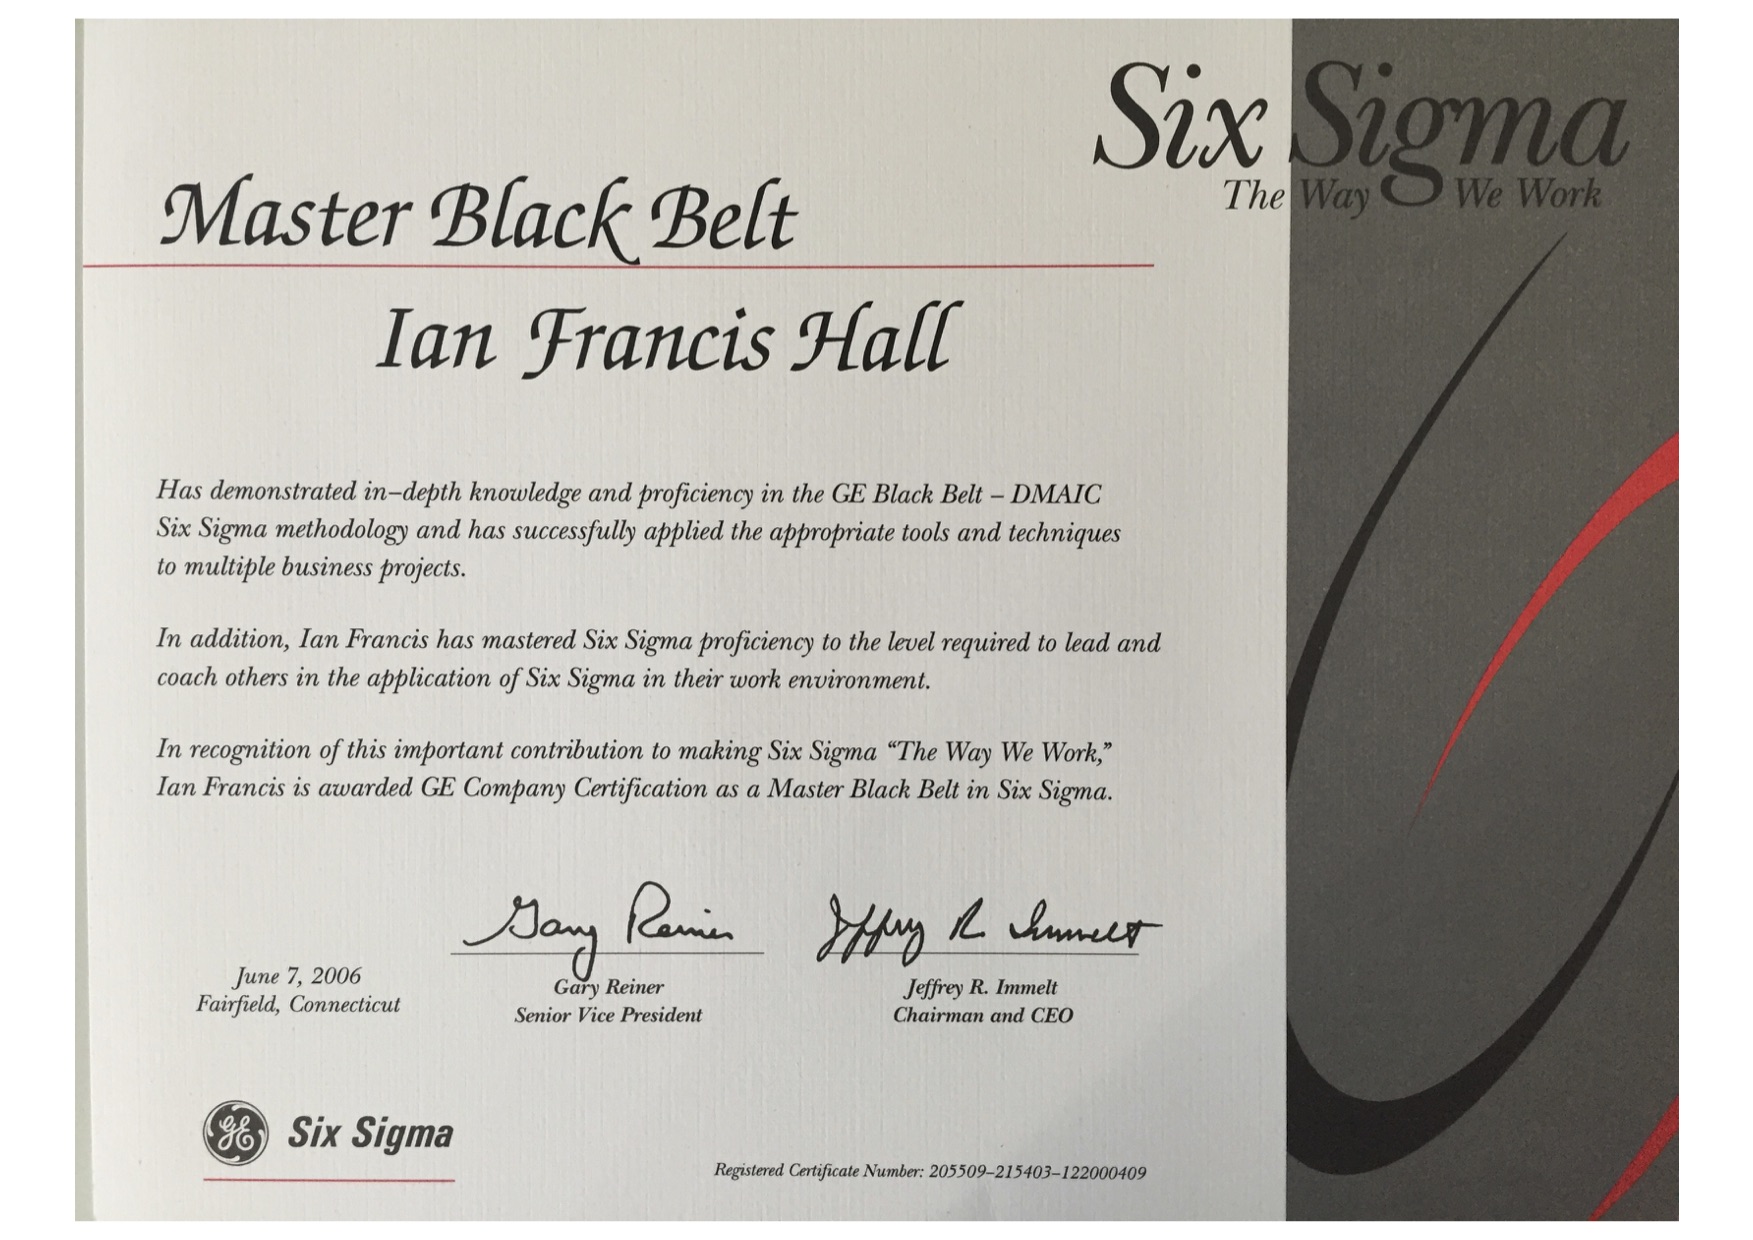 Six Sigma
The Way We Work
Master Black Belt
Ian Francis Hall
Has demonstrated in–depth knowledge and proficiency in the GE Black Belt – DMAIC
Six Sigma methodology and has successfully applied the appropriate tools and techniques
to multiple business projects.
In addition, Ian Francis has mastered Six Sigma proficiency to the level required to lead and
coach others in the application of Six Sigma in their work environment.
In recognition of this important contribution to making Six Sigma “The Way We Work,”
Ian Francis is awarded GE Company Certification as a Master Black Belt in Six Sigma.
Gary Reiner
Jeffrey R. Immelt
June 7, 2006
Fairfield, Connecticut
Gary Reiner
Senior Vice President
Jeffrey R. Immelt
Chairman and CEO
GE Six Sigma
Registered Certificate Number: 205509–215403–122000409